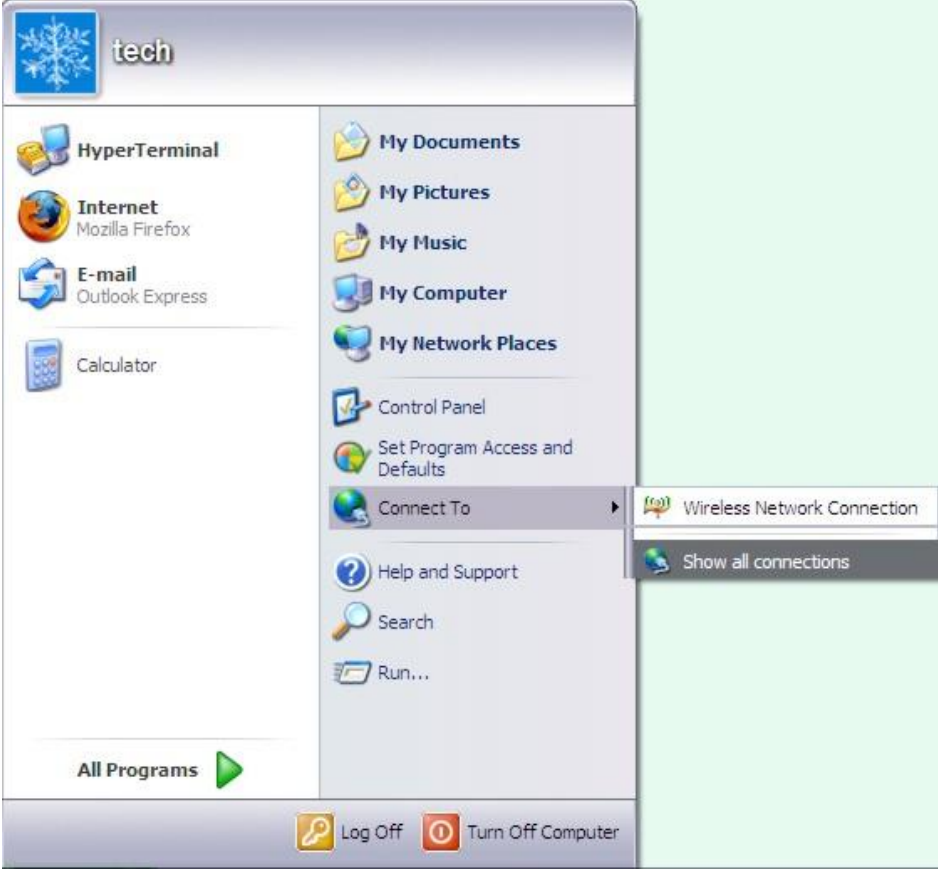 tech
HyperTerminal
Internet
Mozilla Firefox
E-mail
Outlook Express
Calculator
All Programs
My Documents
My Pictures
My Music
My Computer
My Network Places
Control Panel
Set Program Access and
Defaults
Connect To
Wireless Network Connection
Show all connections
Help and Support
Search
Run...
Log Off
Turn Off Computer